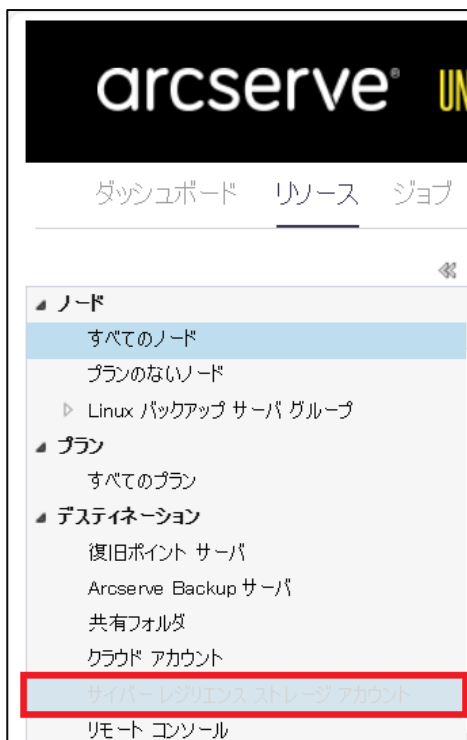 arcserve® UN
ダッシュボード リソース ジョブ
ノード
すべてのノード
プランのないノード
Linux バックアップ サーバ グループ
プラン
すべてのプラン
デスティネーション
復旧ポイント サーバ
Arcserve Backup サーバ
共有フォルダ
クラウド アカウント
サイバー レジリエンス ストレージ アカウント
リモート コンソール